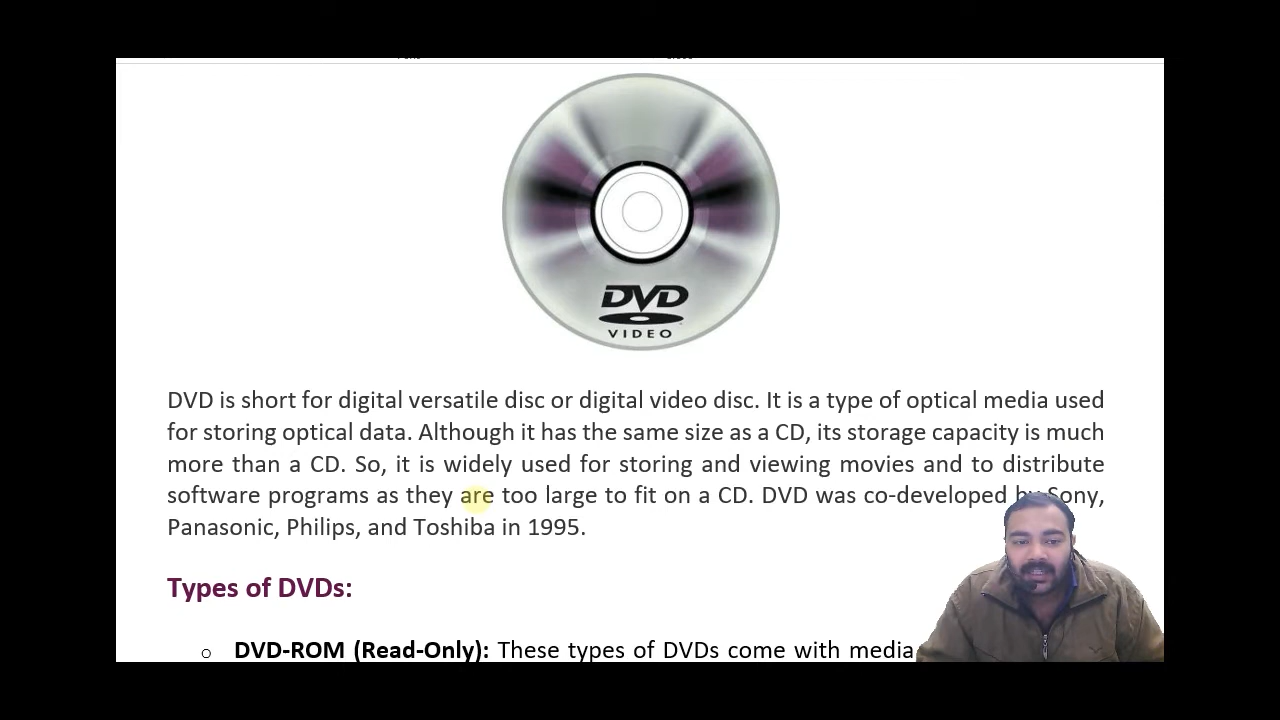 DVD
VIDEO
DVD is short for digital versatile disc or digital video disc. It is a type of optical media used
for storing optical data. Although it has the same size as a CD, its storage capacity is much
more than a CD. So, it is widely used for storing and viewing movies and to distribute
software programs as they are too large to fit on a CD. DVD was co-developed by Sony,
Panasonic, Philips, and Toshiba in 1995.
Types of DVDs:
DVD-ROM (Read-Only): These types of DVDs come with media